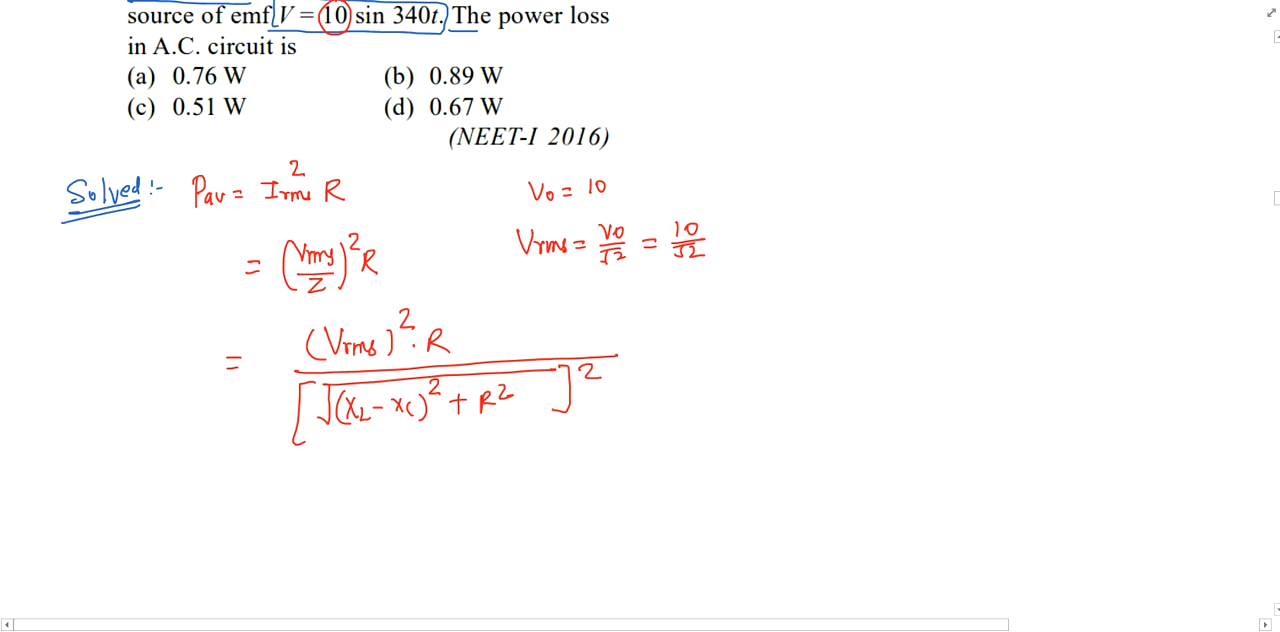 source of emf V = 10 sin 340t. The power loss
in A.C. circuit is
(a) 0.76 W (b) 0.89 W
(c) 0.51 W (d) 0.67 W
(NEET-I 2016)
Solved :- Pav = Irms² R V₀ = 10
= (Vrms/Z)² R Vrms = V₀/√2 = 10/√2
= (Vrms)² · R / [√((XL - XC)² + R²)]²